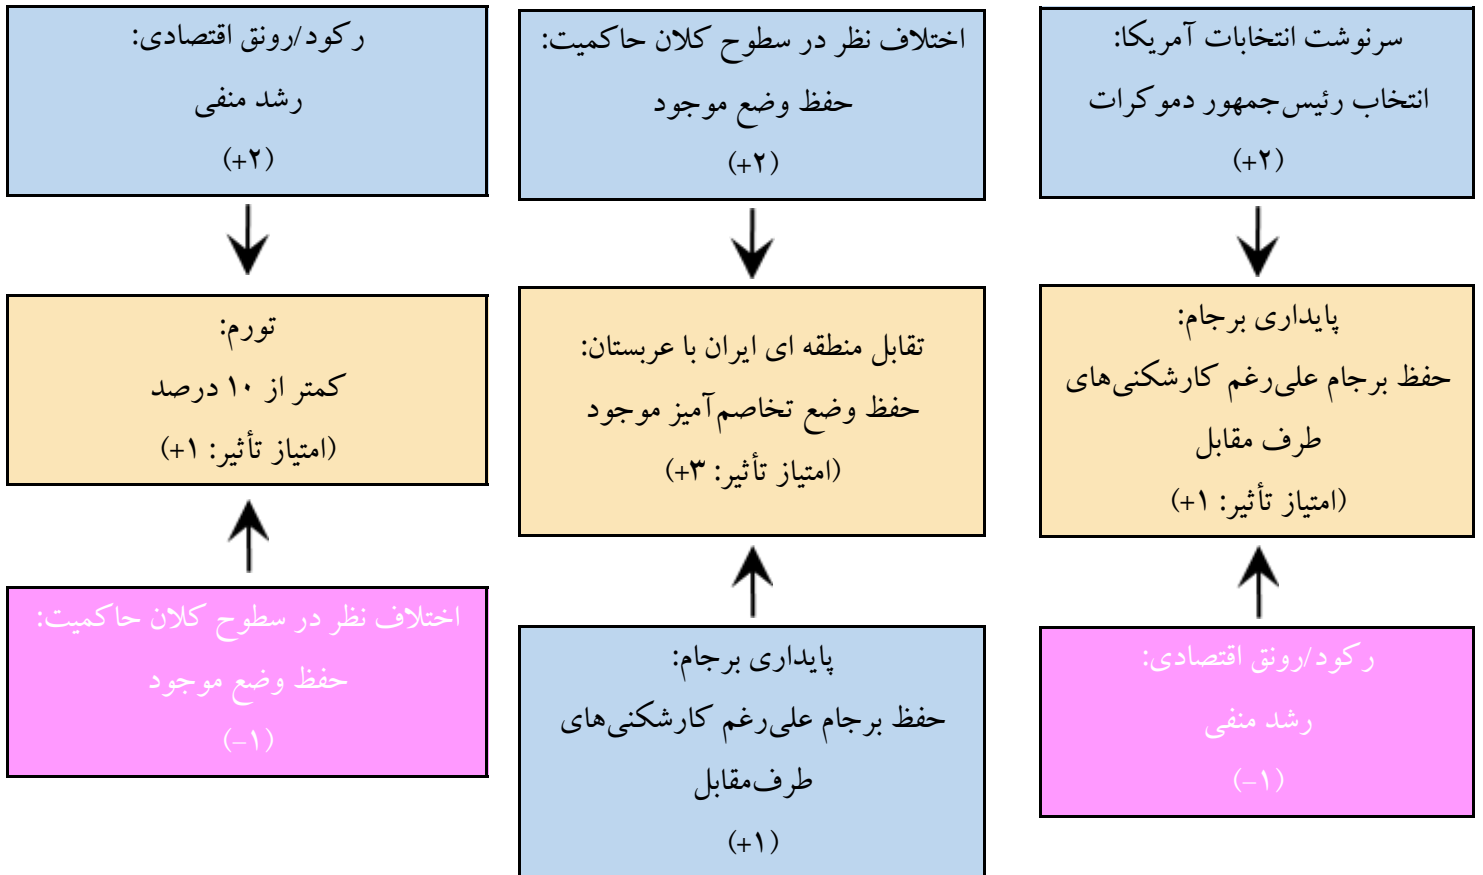 سرنوشت انتخابات آمریکا:
انتخاب رئیس‌جمهور دموکرات
(+۲)
پایداری برجام:
حفظ برجام علی‌رغم کارشکنی‌های
طرف مقابل
(امتیاز تأثیر: ۱+)
رکود/رونق اقتصادی:
رشد منفی
(−۱)
اختلاف نظر در سطوح کلان حاکمیت:
حفظ وضع موجود
(+۲)
تقابل منطقه ای ایران با عربستان:
حفظ وضع تخاصم‌آمیز موجود
(امتیاز تأثیر: ۳+)
پایداری برجام:
حفظ برجام علی‌رغم کارشکنی‌های
طرف‌مقابل
(+۱)
رکود/رونق اقتصادی:
رشد منفی
(+۲)
تورم:
کمتر از ۱۰ درصد
(امتیاز تأثیر: ۱+)
اختلاف نظر در سطوح کلان حاکمیت:
حفظ وضع موجود
(−۱)